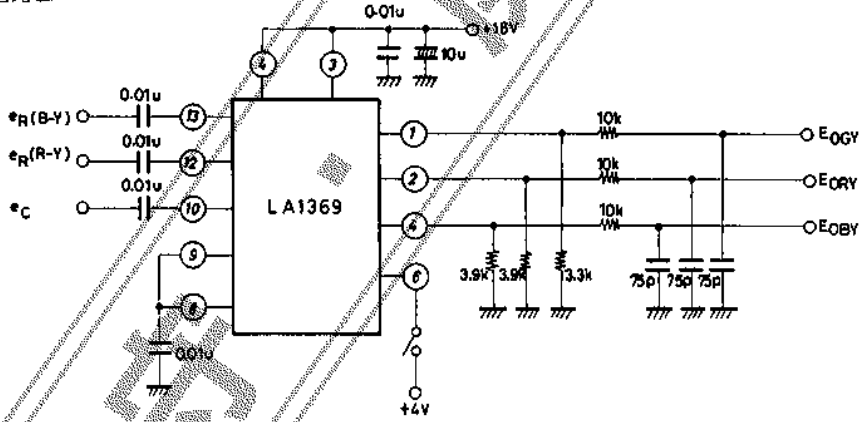 0.01u
+18V
10u
4
3
0.01u
eR(B-Y)
13
1
10k
EOGY
0.01u
eR(R-Y)
12
2
10k
EORY
0.01u
eC
10
LA1369
4
10k
EOBY
9
6
3.9k
3.9k
3.3k
75p
75p
75p
8
0.01u
+4V